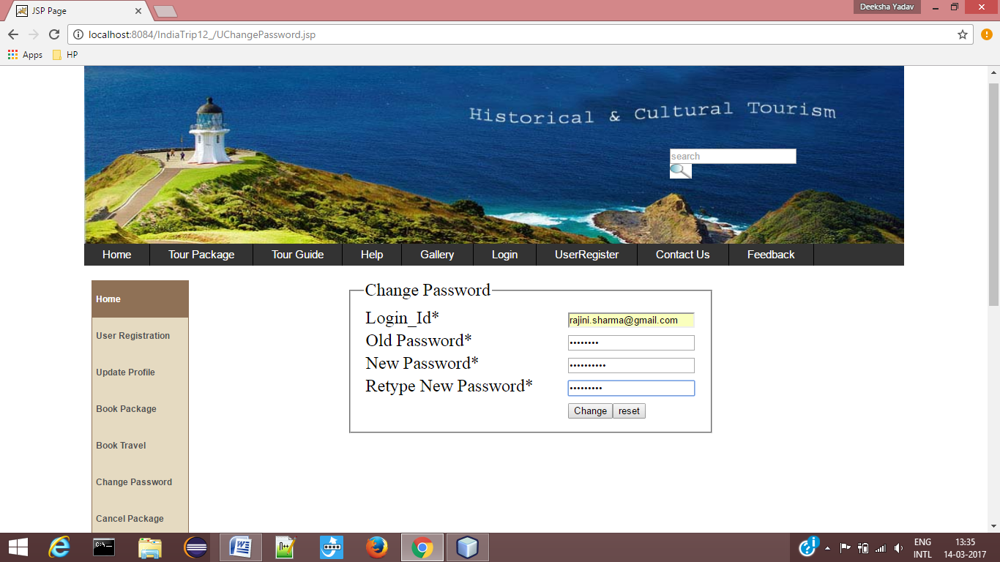 JSP Page
Deeksha Yadav
localhost:8084/IndiaTrip12_/UChangePassword.jsp
Apps HP
Historical & Cultural Tourism
search
Home Tour Package Tour Guide Help Gallery Login UserRegister Contact Us Feedback
Home
User Registration
Update Profile
Book Package
Book Travel
Change Password
Cancel Package
Change Password
Login_Id* rajini.sharma@gmail.com
Old Password* ••••••••
New Password* ••••••••••
Retype New Password* •••••••••
Change reset
ENG 13:35
INTL 14-03-2017